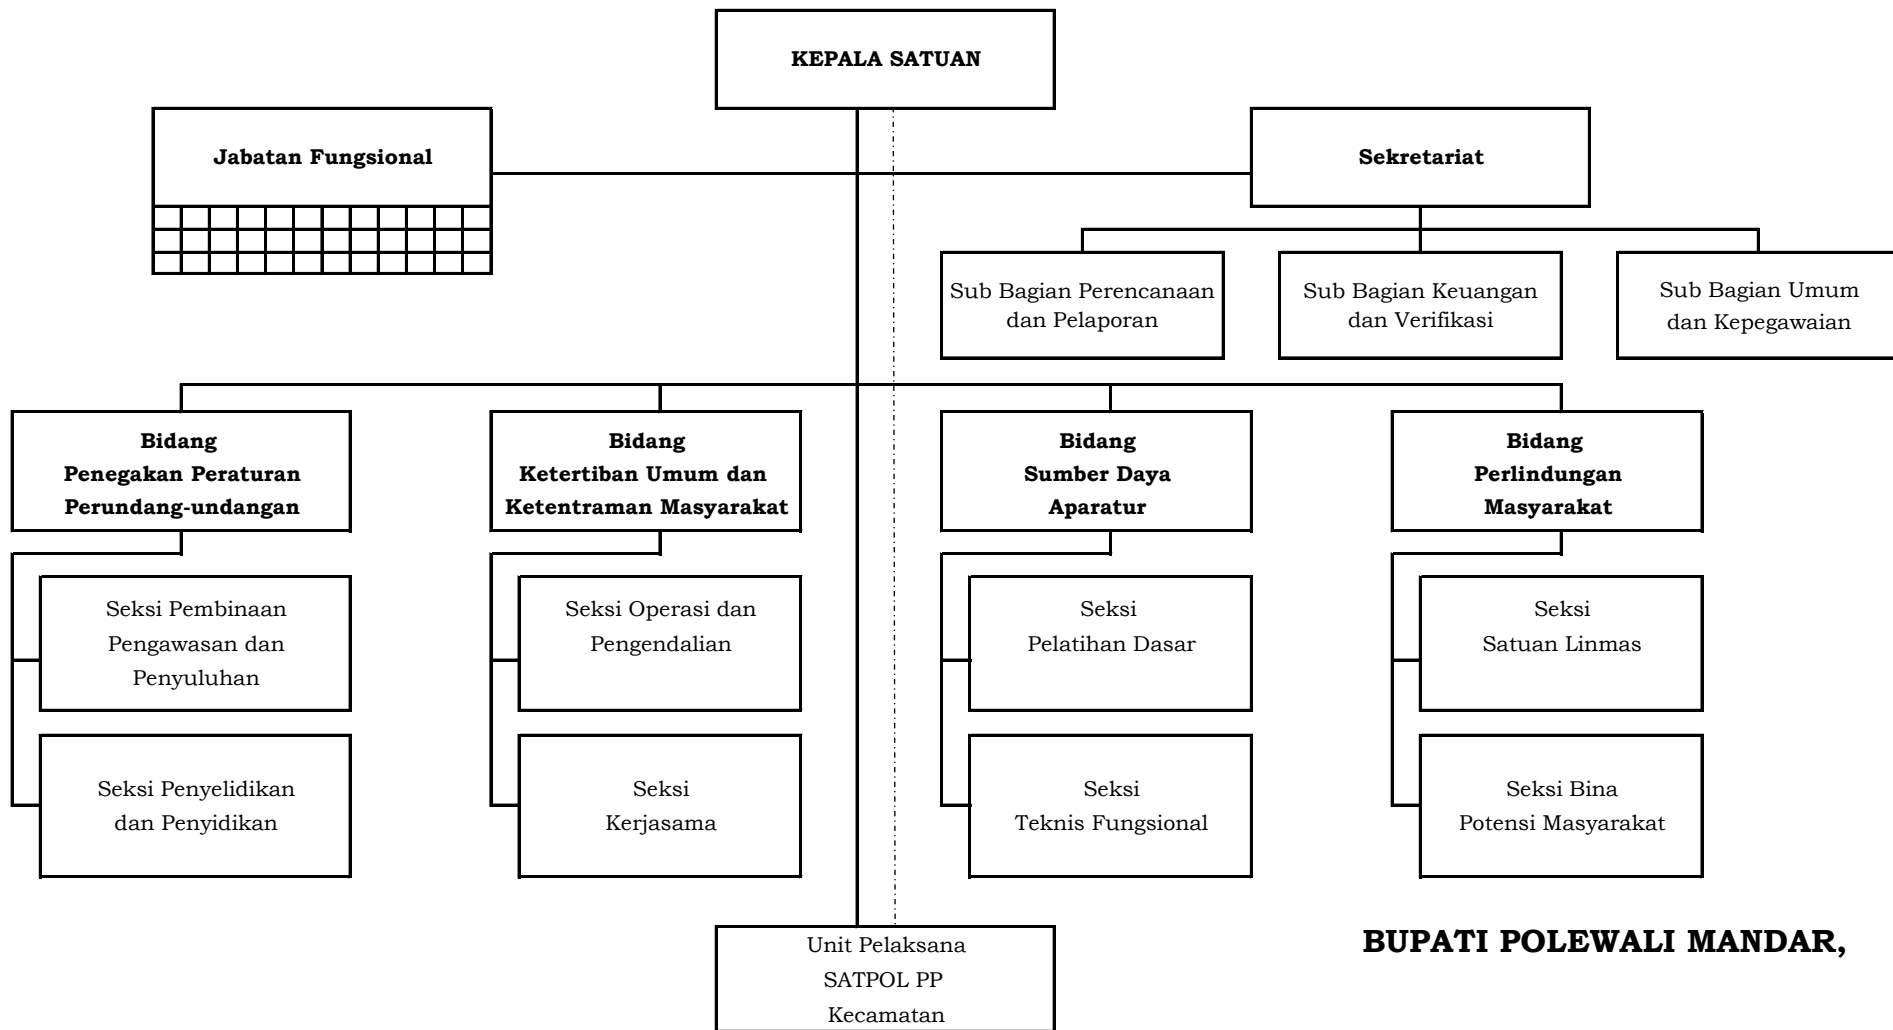 KEPALA SATUAN
Jabatan Fungsional
Sekretariat
Sub Bagian Perencanaan
dan Pelaporan
Sub Bagian Keuangan
dan Verifikasi
Sub Bagian Umum
dan Kepegawaian
Bidang
Penegakan Peraturan
Perundang-undangan
Bidang
Ketertiban Umum dan
Ketentraman Masyarakat
Bidang
Sumber Daya
Aparatur
Bidang
Perlindungan
Masyarakat
Seksi Pembinaan
Pengawasan dan
Penyuluhan
Seksi Operasi dan
Pengendalian
Seksi
Pelatihan Dasar
Seksi
Satuan Linmas
Seksi Penyelidikan
dan Penyidikan
Seksi
Kerjasama
Seksi
Teknis Fungsional
Seksi Bina
Potensi Masyarakat
Unit Pelaksana
SATPOL PP
Kecamatan
BUPATI POLEWALI MANDAR,